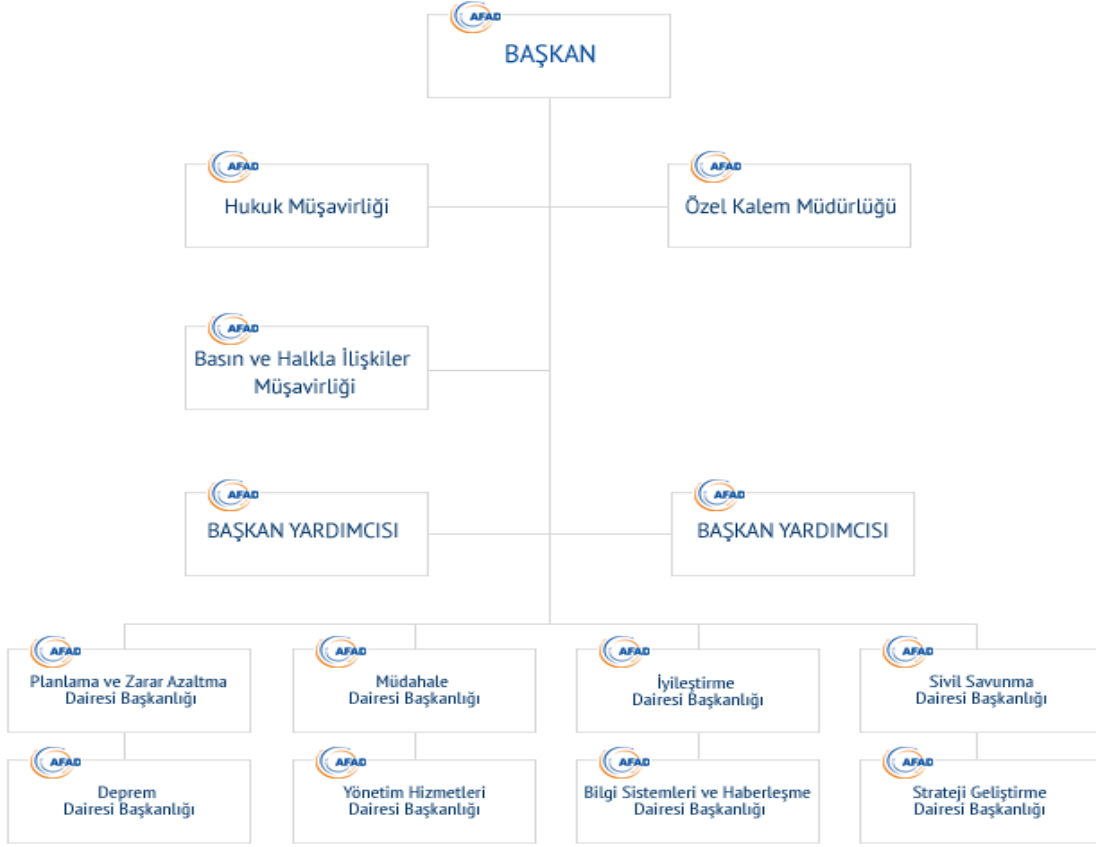 AFAD
BAŞKAN
AFAD
Hukuk Müşavirliği
AFAD
Özel Kalem Müdürlüğü
AFAD
Basın ve Halkla İlişkiler
Müşavirliği
AFAD
BAŞKAN YARDIMCISI
AFAD
BAŞKAN YARDIMCISI
AFAD
Planlama ve Zarar Azaltma
Dairesi Başkanlığı
AFAD
Müdahale
Dairesi Başkanlığı
AFAD
İyileştirme
Dairesi Başkanlığı
AFAD
Sivil Savunma
Dairesi Başkanlığı
AFAD
Deprem
Dairesi Başkanlığı
AFAD
Yönetim Hizmetleri
Dairesi Başkanlığı
AFAD
Bilgi Sistemleri ve Haberleşme
Dairesi Başkanlığı
AFAD
Strateji Geliştirme
Dairesi Başkanlığı